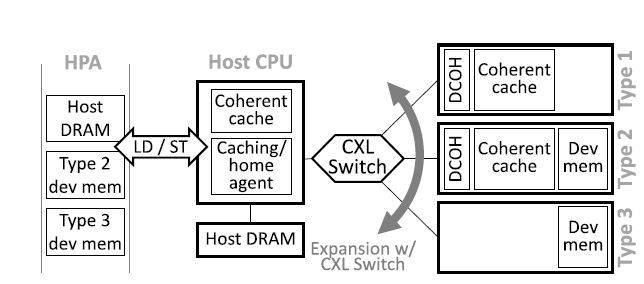 HPA
Host
DRAM
Type 2
dev mem
Type 3
dev mem
LD / ST
Host CPU
Coherent
cache
Caching/
home
agent
Host DRAM
CXL
Switch
Expansion w/
CXL Switch
DCOH
Coherent
cache
Type 1
DCOH
Coherent
cache
Dev
mem
Type 2
Dev
mem
Type 3